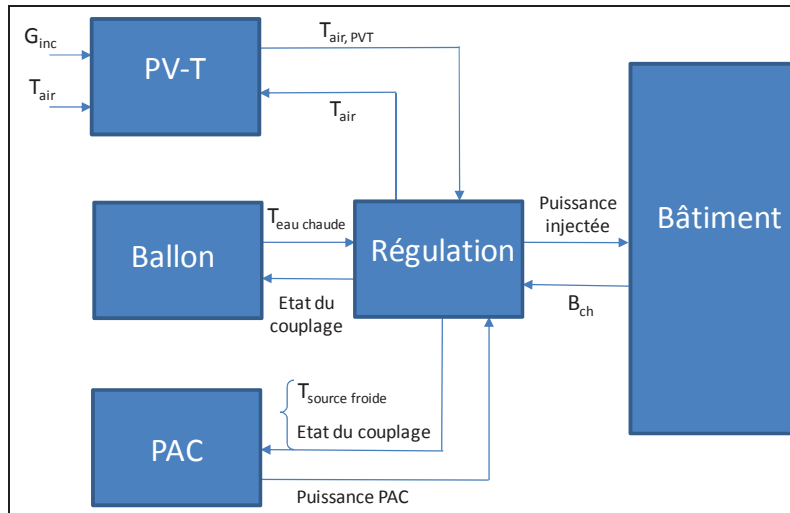 G inc
T air
PV-T
T air, PVT
T air
Ballon
T eau chaude
Etat du
couplage
Régulation
Puissance
injectée
B ch
Bâtiment
PAC
T source froide
Etat du couplage
Puissance PAC